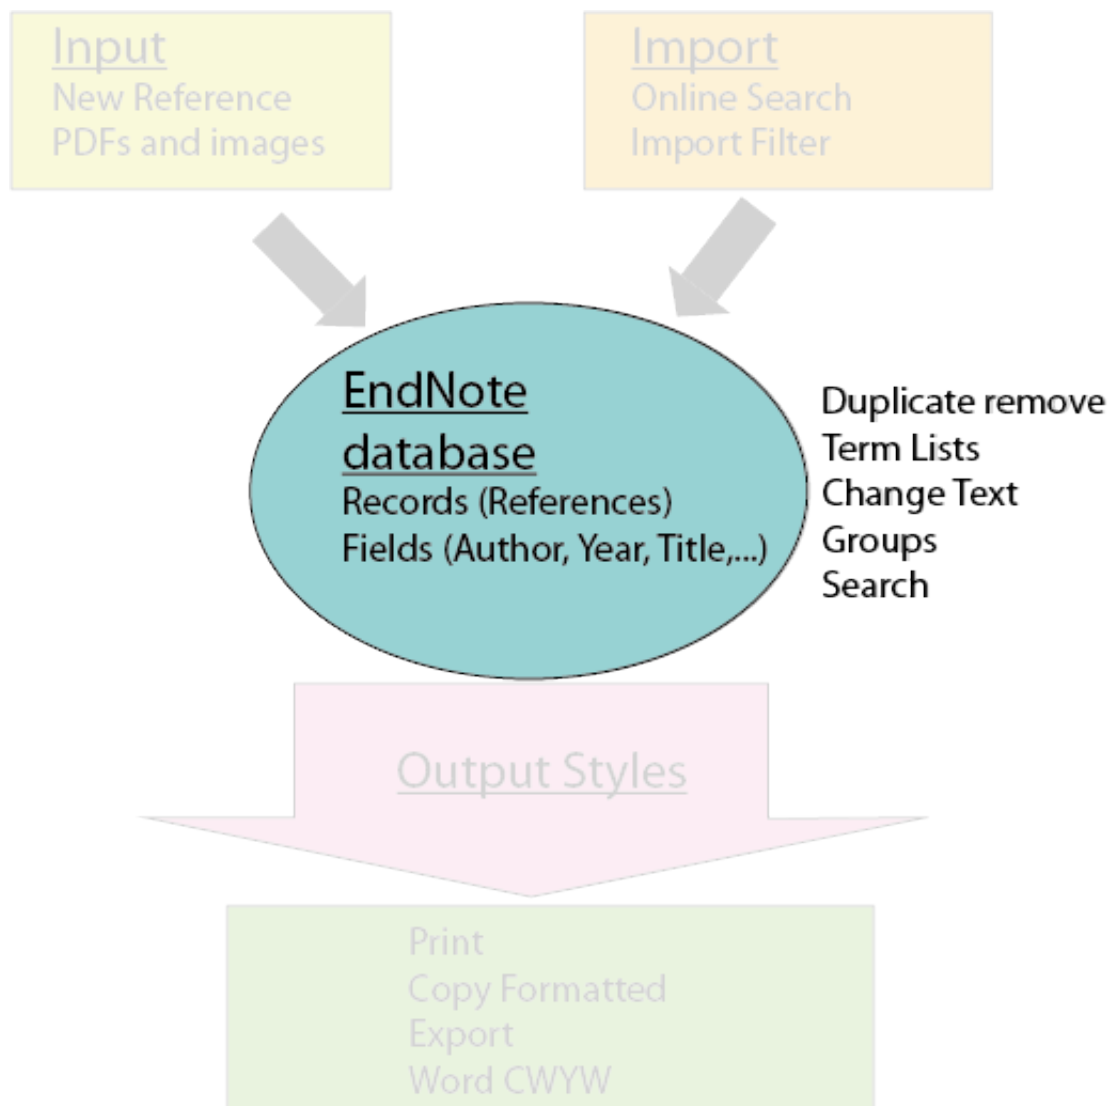 Input
New Reference
PDFs and images
Import
Online Search
Import Filter
EndNote
database
Records (References)
Fields (Author, Year, Title,...)
Duplicate remove
Term Lists
Change Text
Groups
Search
Output Styles
Print
Copy Formatted
Export
Word CWYW